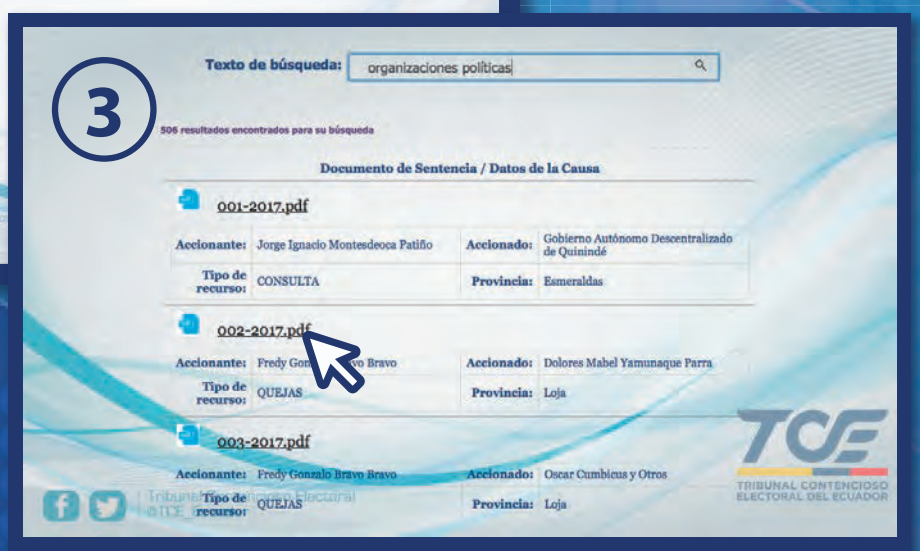 3
Texto de búsqueda: organizaciones políticas
506 resultados encontrados para su búsqueda
Documento de Sentencia / Datos de la Causa
001-2017.pdf
Accionante: Jorge Ignacio Montesdeoca Patiño Accionado: Gobierno Autónomo Descentralizado de Quinindé
Tipo de recurso: CONSULTA Provincia: Esmeraldas
002-2017.pdf
Accionante: Fredy Bravo Accionado: Dolores Mabel Yamunaque Parra
Tipo de recurso: QUEJAS Provincia: Loja
003-2017.pdf
Accionante: Fredy Gonzalo Bravo Bravo Accionado: Oscar Cumbicus y Otros
Tipo de recurso: QUEJAS Provincia: Loja
TCE
TRIBUNAL CONTENCIOSO
ELECTORAL DEL ECUADOR
Electoral